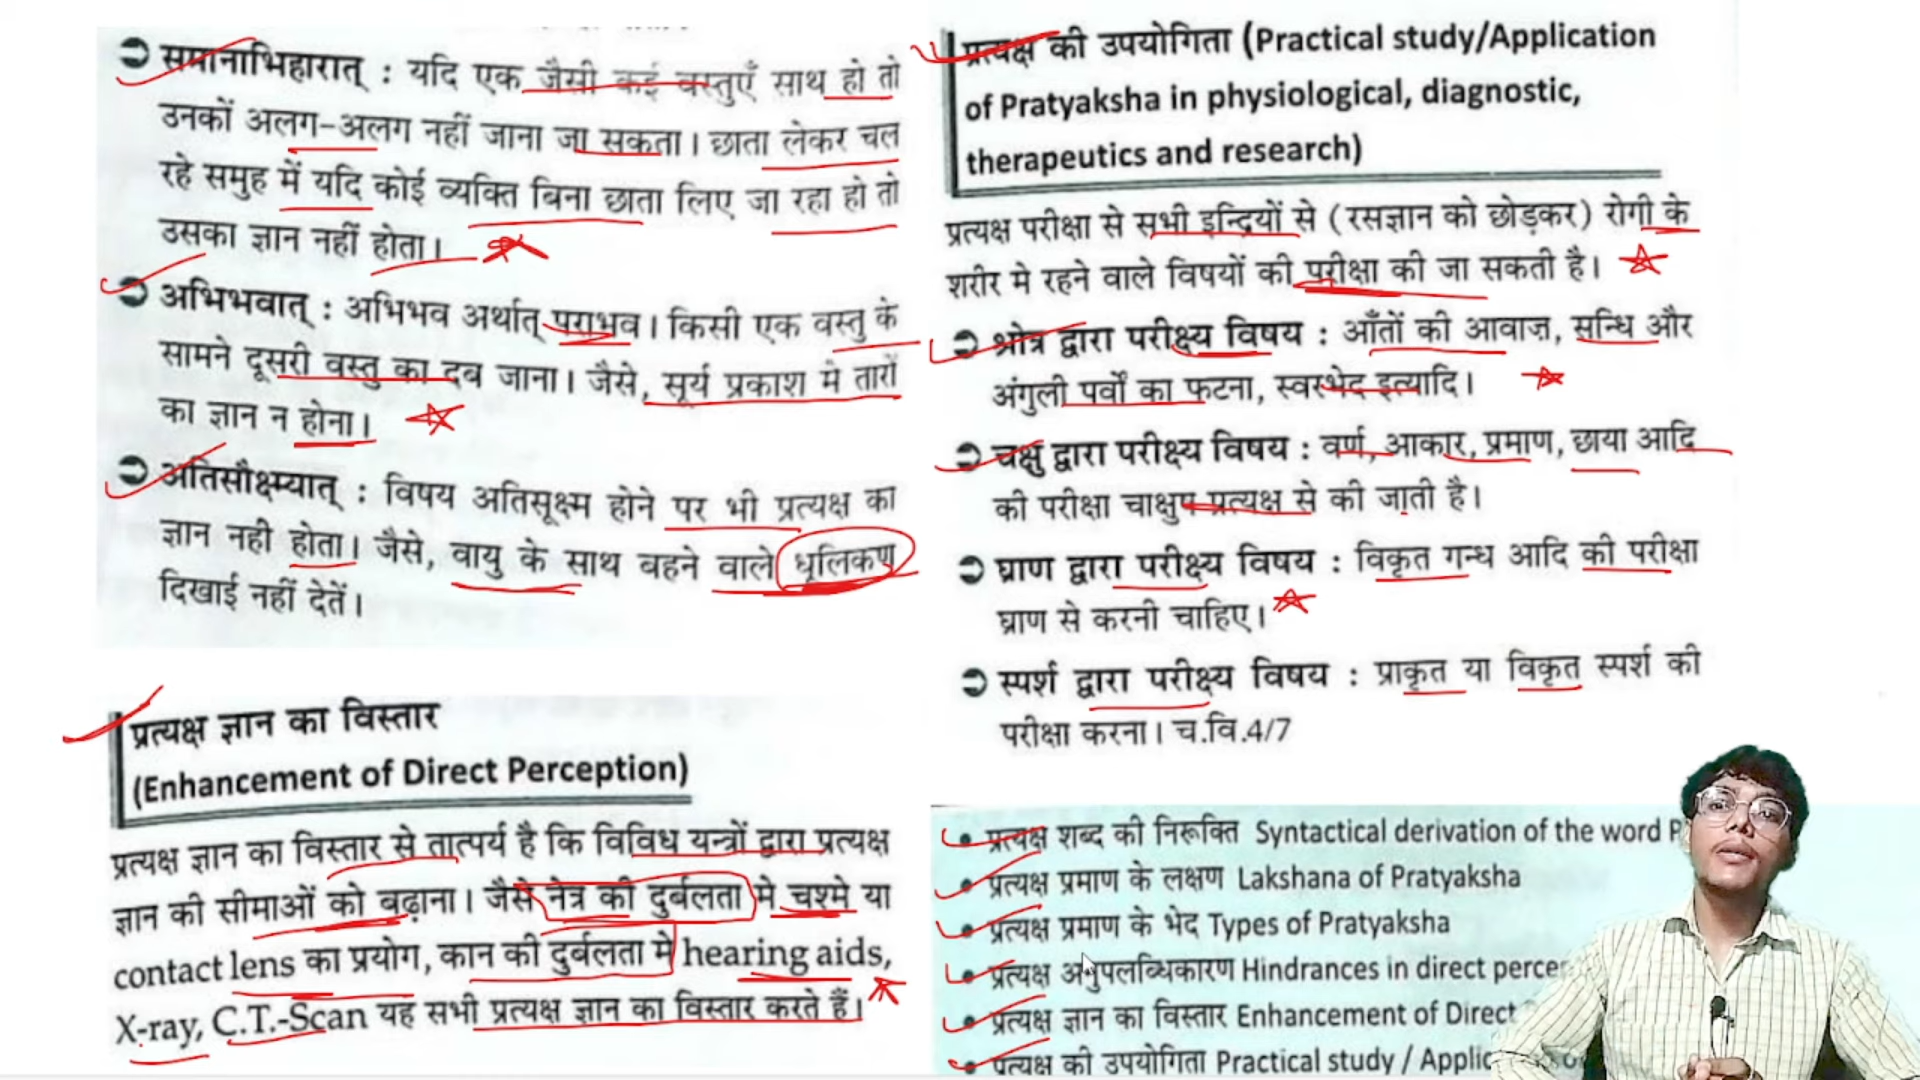 समानाभिहारात् : यदि एक जैसी कई वस्तुएँ साथ हो तो
उनकों अलग-अलग नहीं जाना जा सकता। छाता लेकर चल
रहे समुह में यदि कोई व्यक्ति बिना छाता लिए जा रहा हो तो
उसका ज्ञान नहीं होता।
अभिभवात् : अभिभव अर्थात् पराभव। किसी एक वस्तु के
सामने दूसरी वस्तु का दब जाना। जैसे, सूर्य प्रकाश मे तारों
का ज्ञान न होना।
अतिसौक्ष्म्यात् : विषय अतिसूक्ष्म होने पर भी प्रत्यक्ष का
ज्ञान नही होता। जैसे, वायु के साथ बहने वाले धूलिकण
दिखाई नहीं देतें।
प्रत्यक्ष ज्ञान का विस्तार
(Enhancement of Direct Perception)
प्रत्यक्ष ज्ञान का विस्तार से तात्पर्य है कि विविध यन्त्रों द्वारा प्रत्यक्ष
ज्ञान की सीमाओं को बढ़ाना। जैसे नेत्र की दुर्बलता मे चश्मे या
contact lens का प्रयोग, कान की दुर्बलता मे hearing aids,
X-ray, C.T.-Scan यह सभी प्रत्यक्ष ज्ञान का विस्तार करते हैं।
प्रत्यक्ष की उपयोगिता (Practical study/Application
of Pratyaksha in physiological, diagnostic,
therapeutics and research)
प्रत्यक्ष परीक्षा से सभी इन्द्रियों से (रसज्ञान को छोड़कर) रोगी के
शरीर मे रहने वाले विषयों की परीक्षा की जा सकती है।
श्रोत्र द्वारा परीक्ष्य विषय : आँतों की आवाज़, सन्धि और
अंगुली पर्वों का फटना, स्वरभेद इत्यादि।
चक्षु द्वारा परीक्ष्य विषय : वर्ण, आकार, प्रमाण, छाया आदि
की परीक्षा चाक्षुष प्रत्यक्ष से की जाती है।
घ्राण द्वारा परीक्ष्य विषय : विकृत गन्ध आदि की परीक्षा
घ्राण से करनी चाहिए।
स्पर्श द्वारा परीक्ष्य विषय : प्राकृत या विकृत स्पर्श की
परीक्षा करना। च.वि.4/7
• प्रत्यक्ष शब्द की निरूक्ति Syntactical derivation of the word
• प्रत्यक्ष प्रमाण के लक्षण Lakshana of Pratyaksha
• प्रत्यक्ष प्रमाण के भेद Types of Pratyaksha
• प्रत्यक्ष अनुपलब्धिकारण Hindrances in direct
• प्रत्यक्ष ज्ञान का विस्तार Enhancement of Direct
• प्रत्यक्ष की उपयोगिता Practical study /